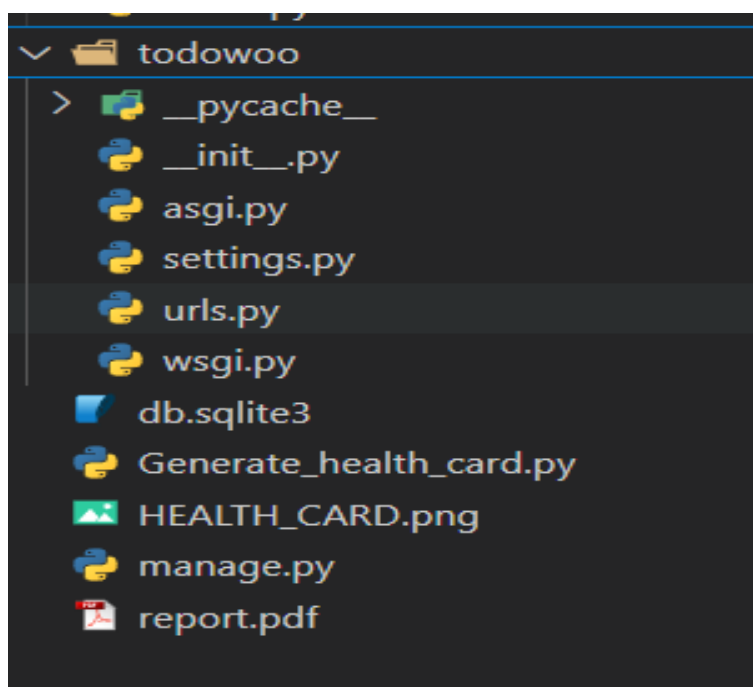 todowoo
__pycache__
__init__.py
asgi.py
settings.py
urls.py
wsgi.py
db.sqlite3
Generate_health_card.py
HEALTH_CARD.png
manage.py
report.pdf